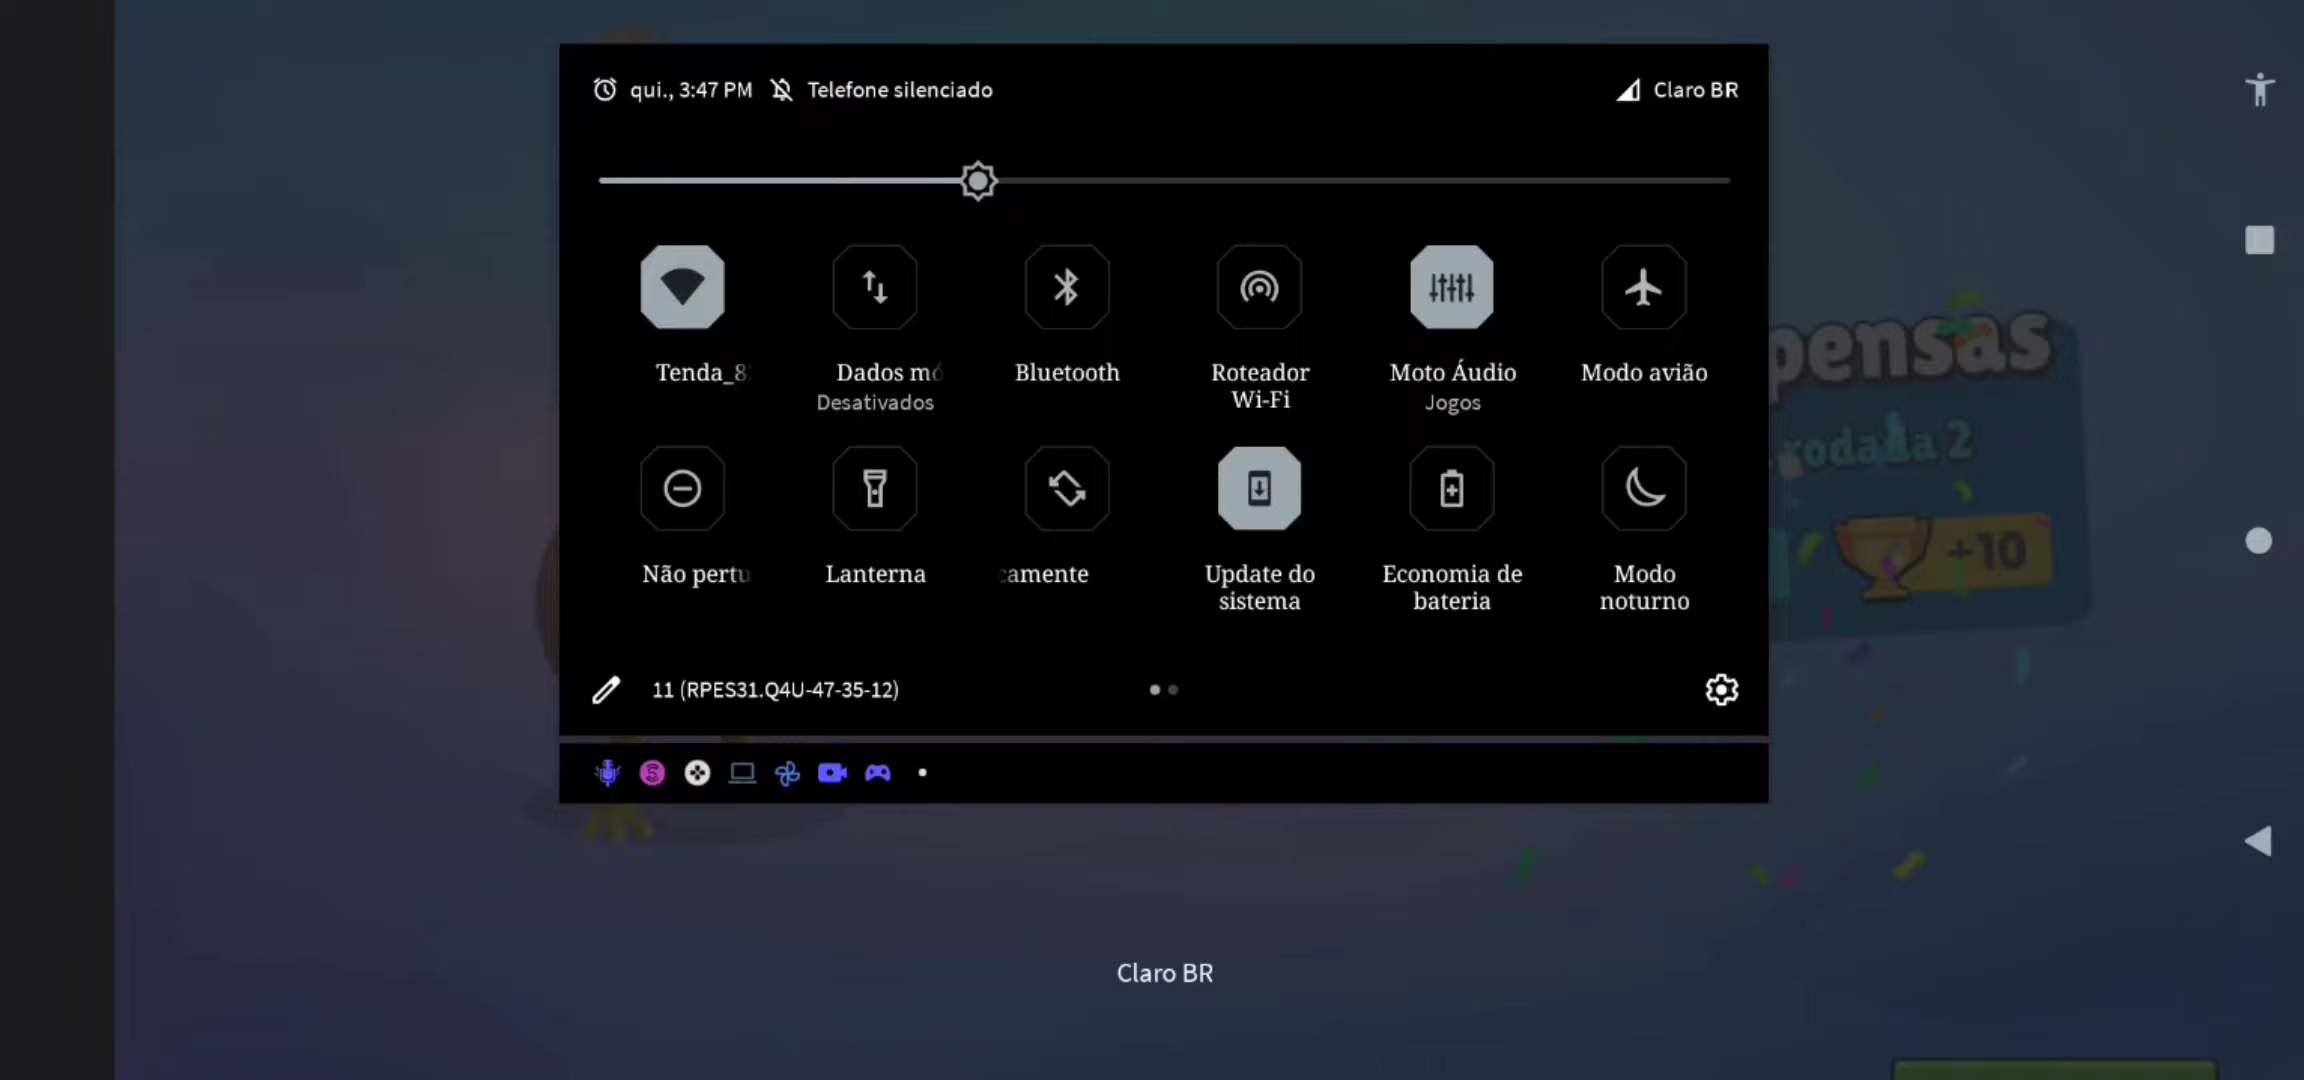 qui., 3:47 PM Telefone silenciado Claro BR
Tenda_8
Dados mó
Desativados
Bluetooth
Roteador
Wi-Fi
Moto Áudio
Jogos
Modo avião
Não pertu
Lanterna
camente
Update do
sistema
Economia de
bateria
Modo
noturno
11 (RPES31.Q4U-47-35-12)
pensas
rodada 2
+10
Claro BR